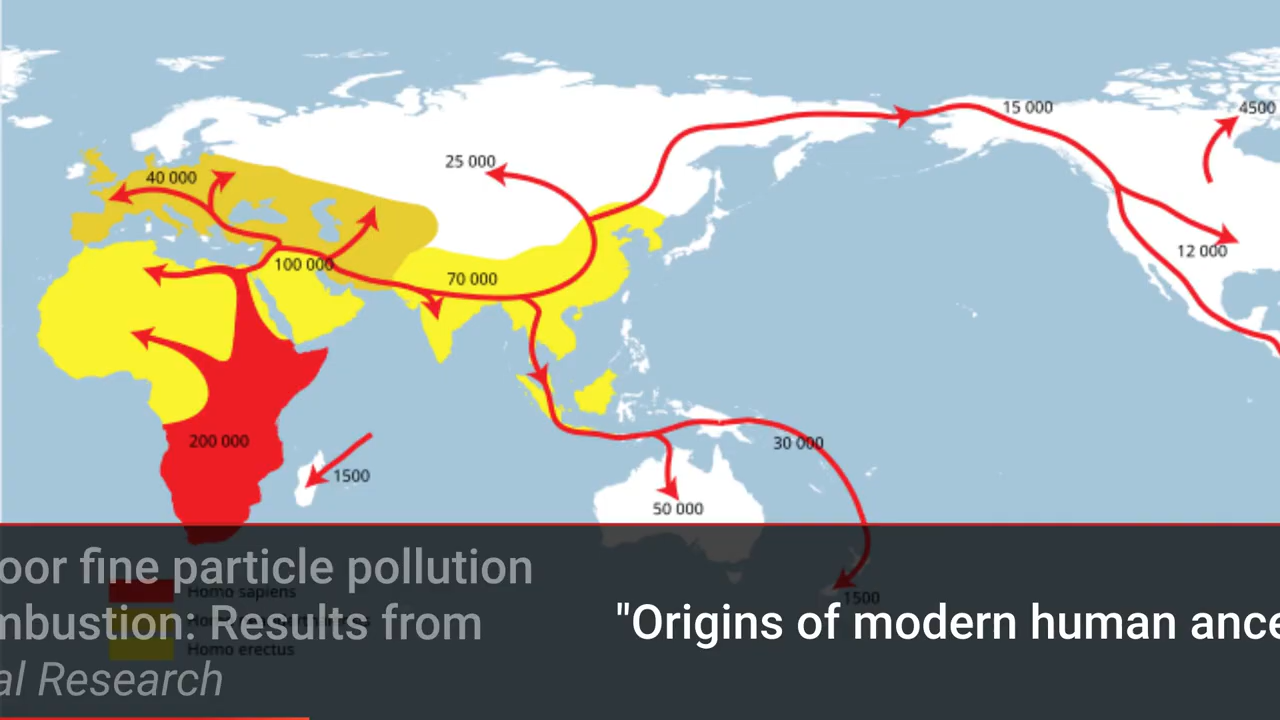 15 000
4500
25 000
40 000
12 000
100 000
70 000
200 000
30 000
1500
50 000
oor fine particle pollution
Homo sapiens
1500
mbustion: Results from
"Origins of modern human ance
Homo erectus
al Research